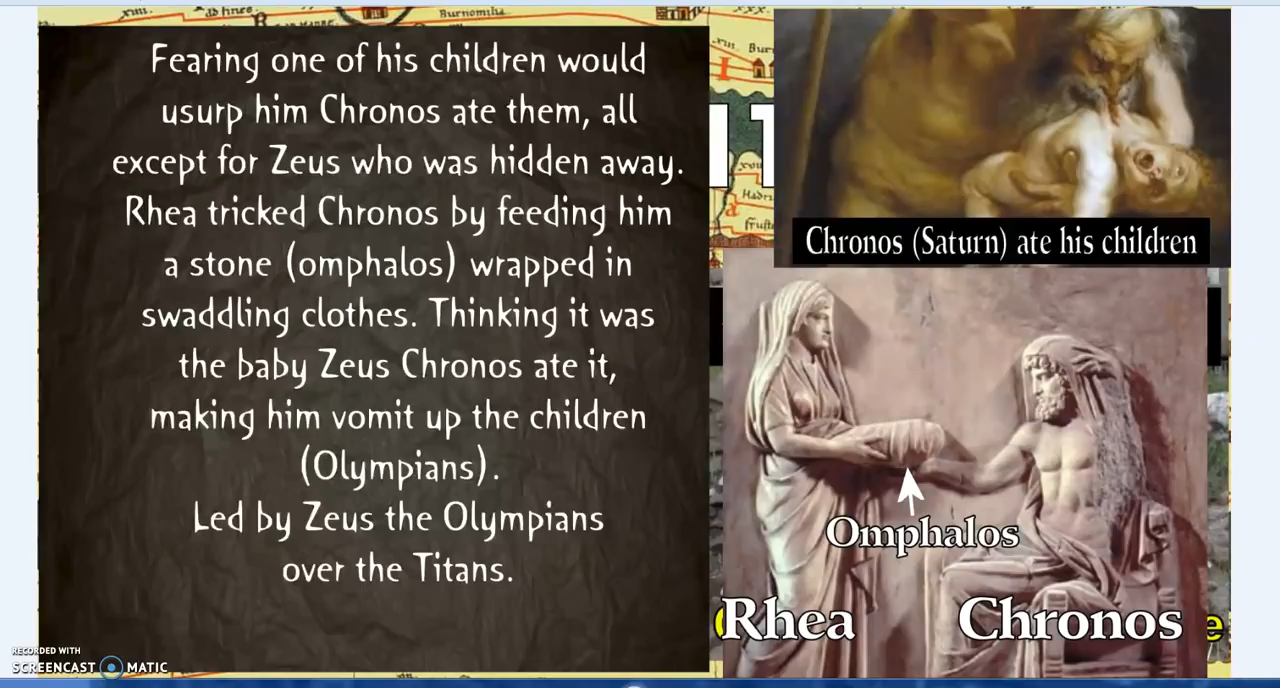 xiii.
Burnomilia
Fearing one of his children would
usurp him Chronos ate them, all
except for Zeus who was hidden away.
Rhea tricked Chronos by feeding him
a stone (omphalos) wrapped in
swaddling clothes. Thinking it was
the baby Zeus Chronos ate it,
making him vomit up the children
(Olympians).
Led by Zeus the Olympians
over the Titans.
Chronos (Saturn) ate his children
Omphalos
Rhea
Chronos
RECORDED WITH
SCREENCAST MATIC